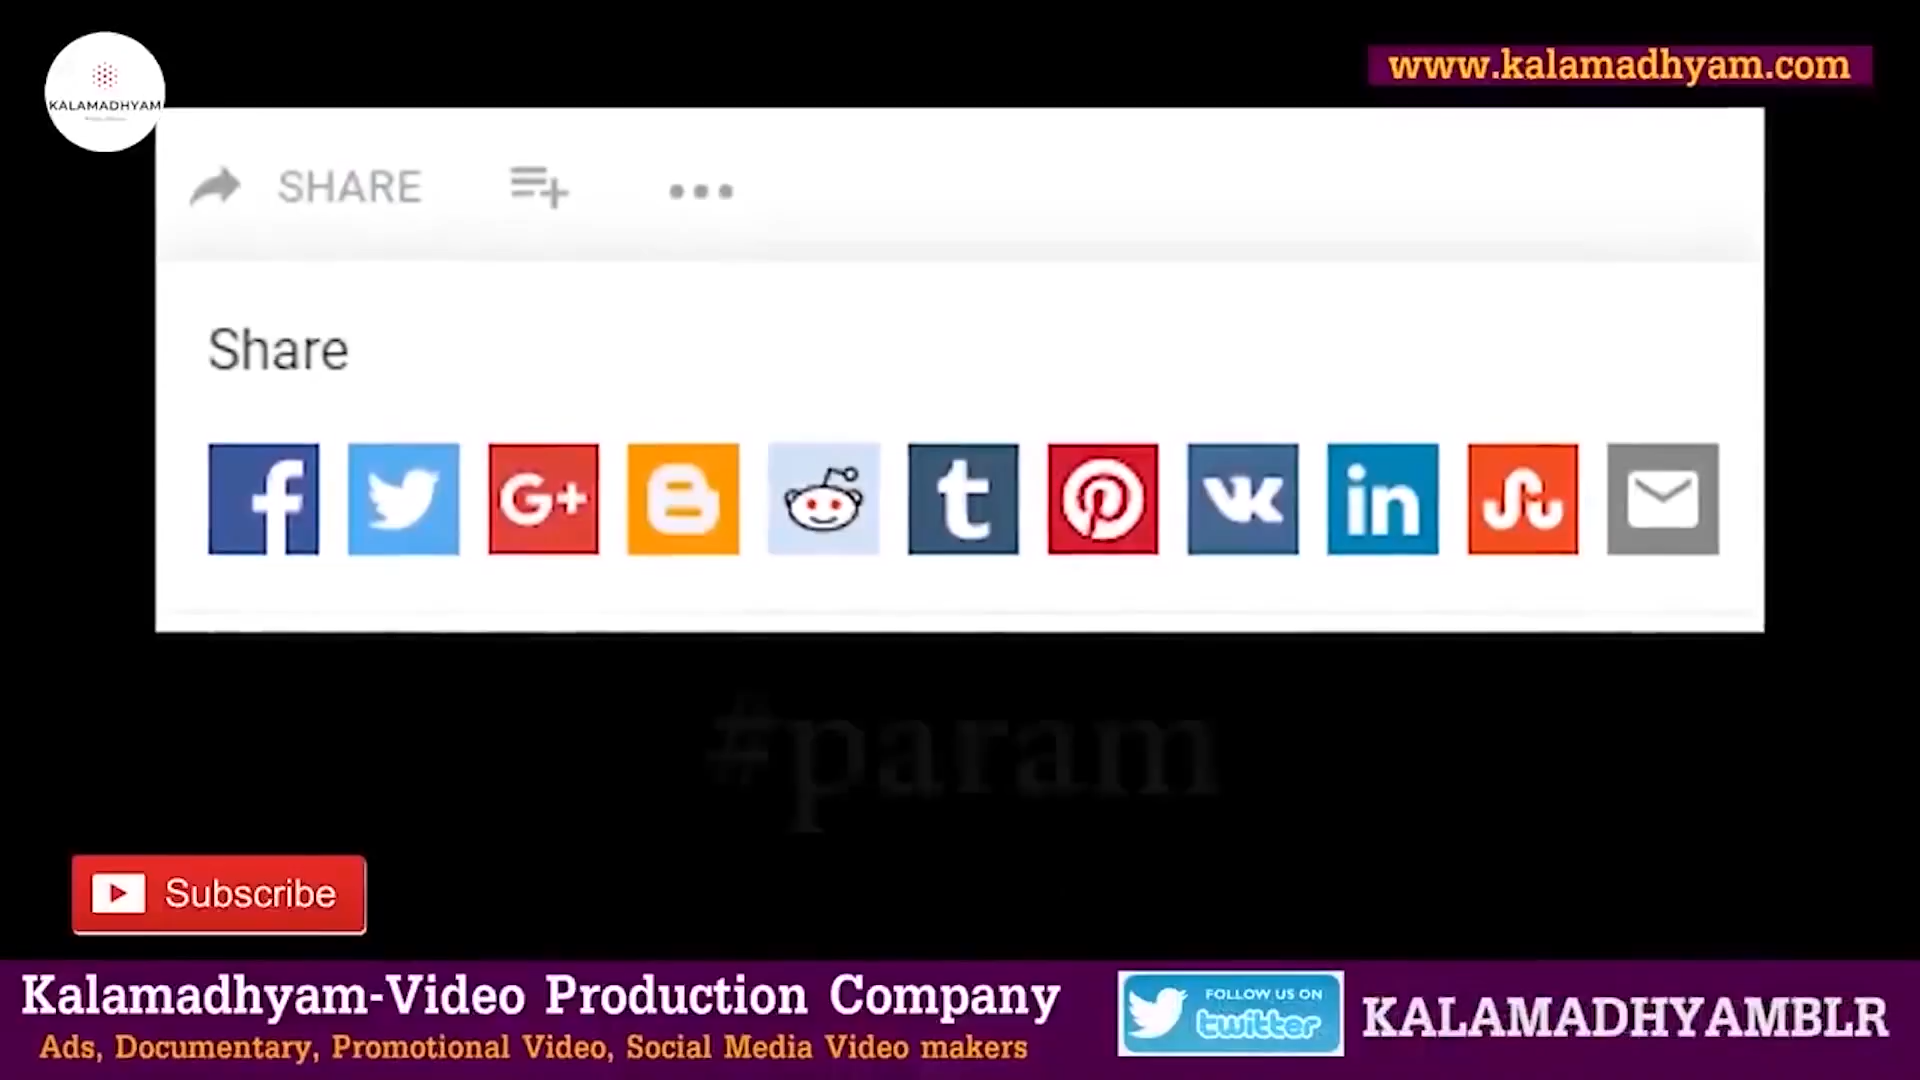 www.kalamadhyam.com
KALAMADHYAM
SHARE
Share
f
G+
B
t
VK
in
#param
Subscribe
Kalamadhyam-Video Production Company
Ads, Documentary, Promotional Video, Social Media Video makers
FOLLOW US ON
twitter
KALAMADHYAMBLR